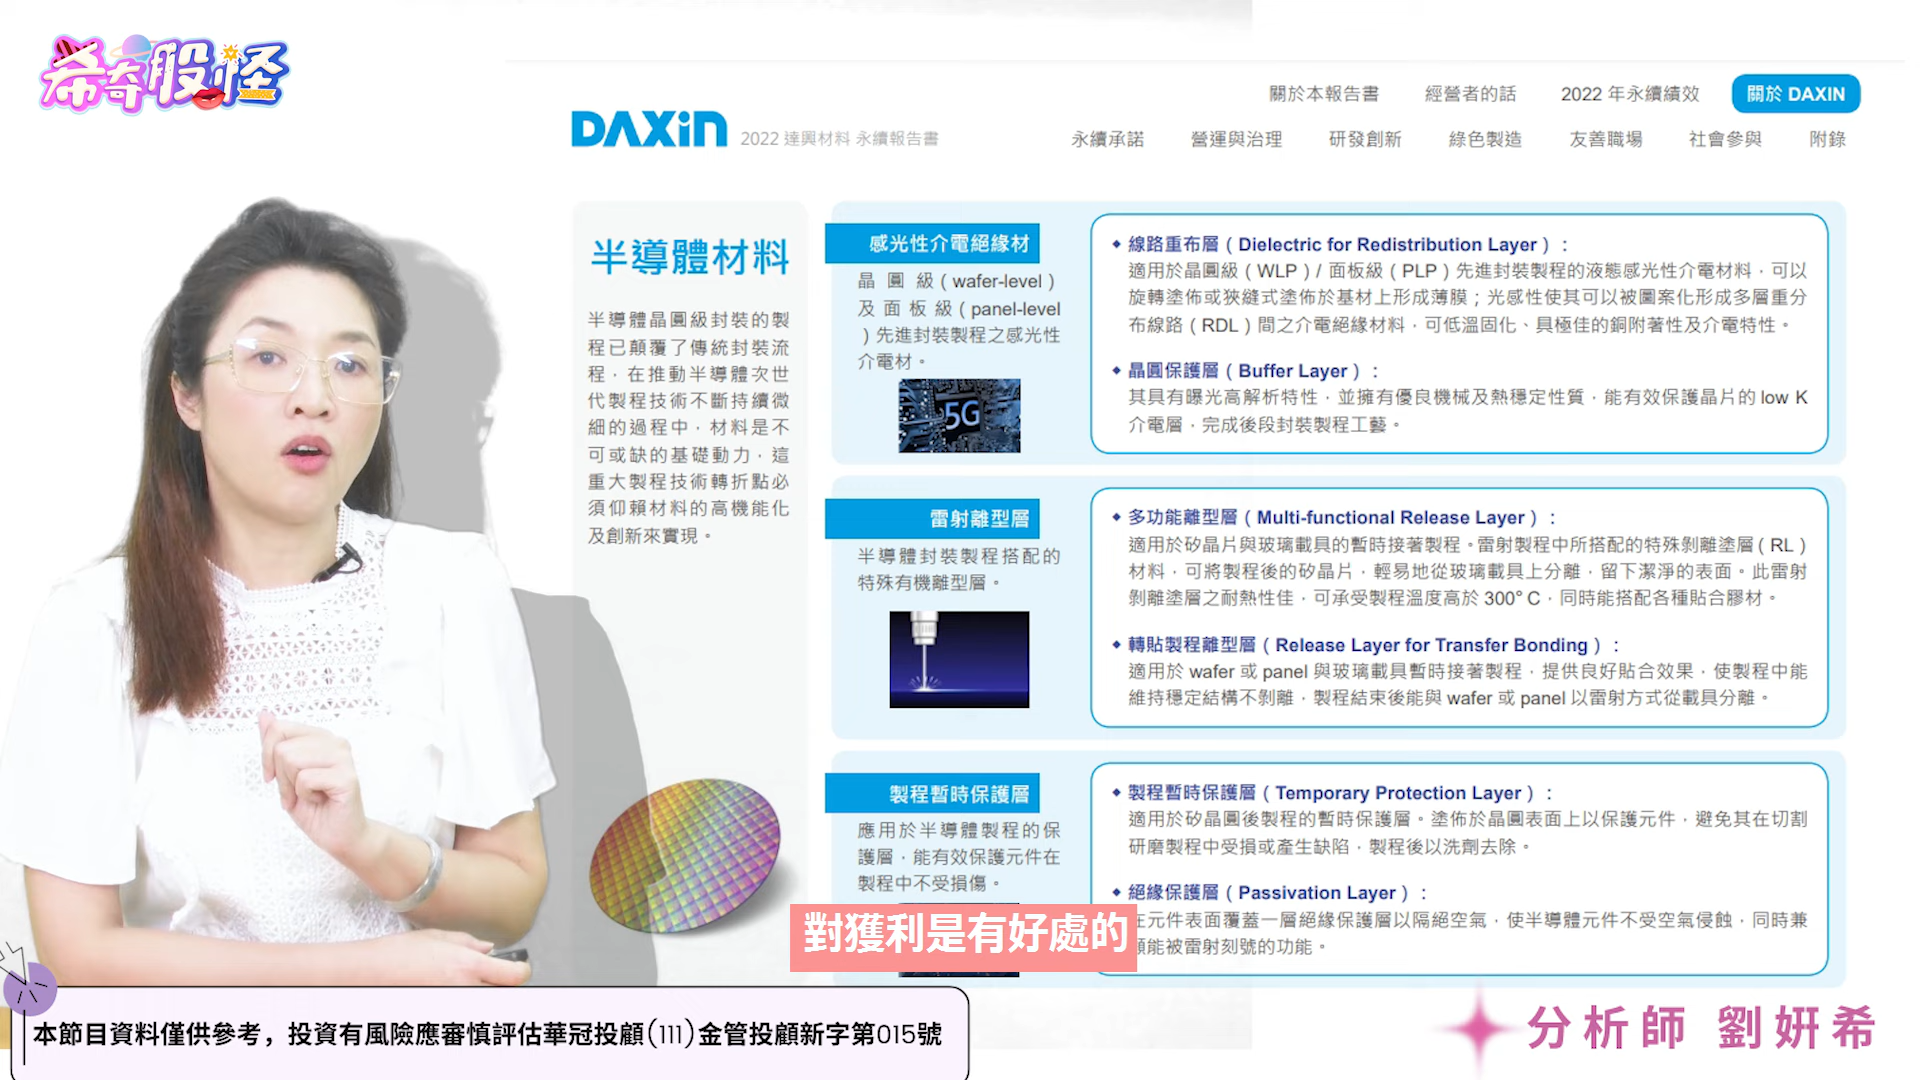 希奇股怪
關於本報告書 經營者的話 2022 年永續績效 關於 DAXIN
DAXiN 2022 達興材料 永續報告書
永續承諾 營運與治理 研發創新 綠色製造 友善職場 社會參與 附錄
半導體材料
半導體晶圓級封裝的製
程已顛覆了傳統封裝流
程，在推動半導體次世
代製程技術不斷持續微
細的過程中，材料是不
可或缺的基礎動力，這
重大製程技術轉折點必
須仰賴材料的高機能化
及創新來實現。
感光性介電絕緣材
晶圓級(wafer-level)
及面板級(panel-level
)先進封裝製程之感光性
介電材。
5G
◆ 線路重布層（Dielectric for Redistribution Layer）：
適用於晶圓級（WLP）/ 面板級（PLP）先進封裝製程的液態感光性介電材料，可以
旋轉塗佈或狹縫式塗佈於基材上形成薄膜；光感性使其可以被圖案化形成多層重分
布線路（RDL）間之介電絕緣材料，可低溫固化、具極佳的銅附著性及介電特性。
◆ 晶圓保護層（Buffer Layer）：
其具有曝光高解析特性，並擁有優良機械及熱穩定性質，能有效保護晶片的 low K
介電層，完成後段封裝製程工藝。
雷射離型層
半導體封裝製程搭配的
特殊有機離型層。
◆ 多功能離型層（Multi-functional Release Layer）：
適用於矽晶片與玻璃載具的暫時接著製程。雷射製程中所搭配的特殊剝離塗層（RL）
材料，可將製程後的矽晶片，輕易地從玻璃載具上分離，留下潔淨的表面。此雷射
剝離塗層之耐熱性佳，可承受製程溫度高於 300° C，同時能搭配各種貼合膠材。
◆ 轉貼製程離型層（Release Layer for Transfer Bonding）：
適用於 wafer 或 panel 與玻璃載具暫時接著製程，提供良好貼合效果，使製程中能
維持穩定結構不剝離，製程結束後能與 wafer 或 panel 以雷射方式從載具分離。
製程暫時保護層
應用於半導體製程的保
護層，能有效保護元件在
製程中不受損傷。
◆ 製程暫時保護層（Temporary Protection Layer）：
適用於矽晶圓後製程的暫時保護層。塗佈於晶圓表面上以保護元件，避免其在切割
研磨製程中受損或產生缺陷，製程後以洗劑去除。
◆ 絕緣保護層（Passivation Layer）：
在元件表面覆蓋一層絕緣保護層以隔絕空氣，使半導體元件不受空氣侵蝕，同時兼
顧能被雷射刻號的功能。
對獲利是有好處的
本節目資料僅供參考，投資有風險應審慎評估華冠投顧(111)金管投顧新字第015號
分析師 劉妍希